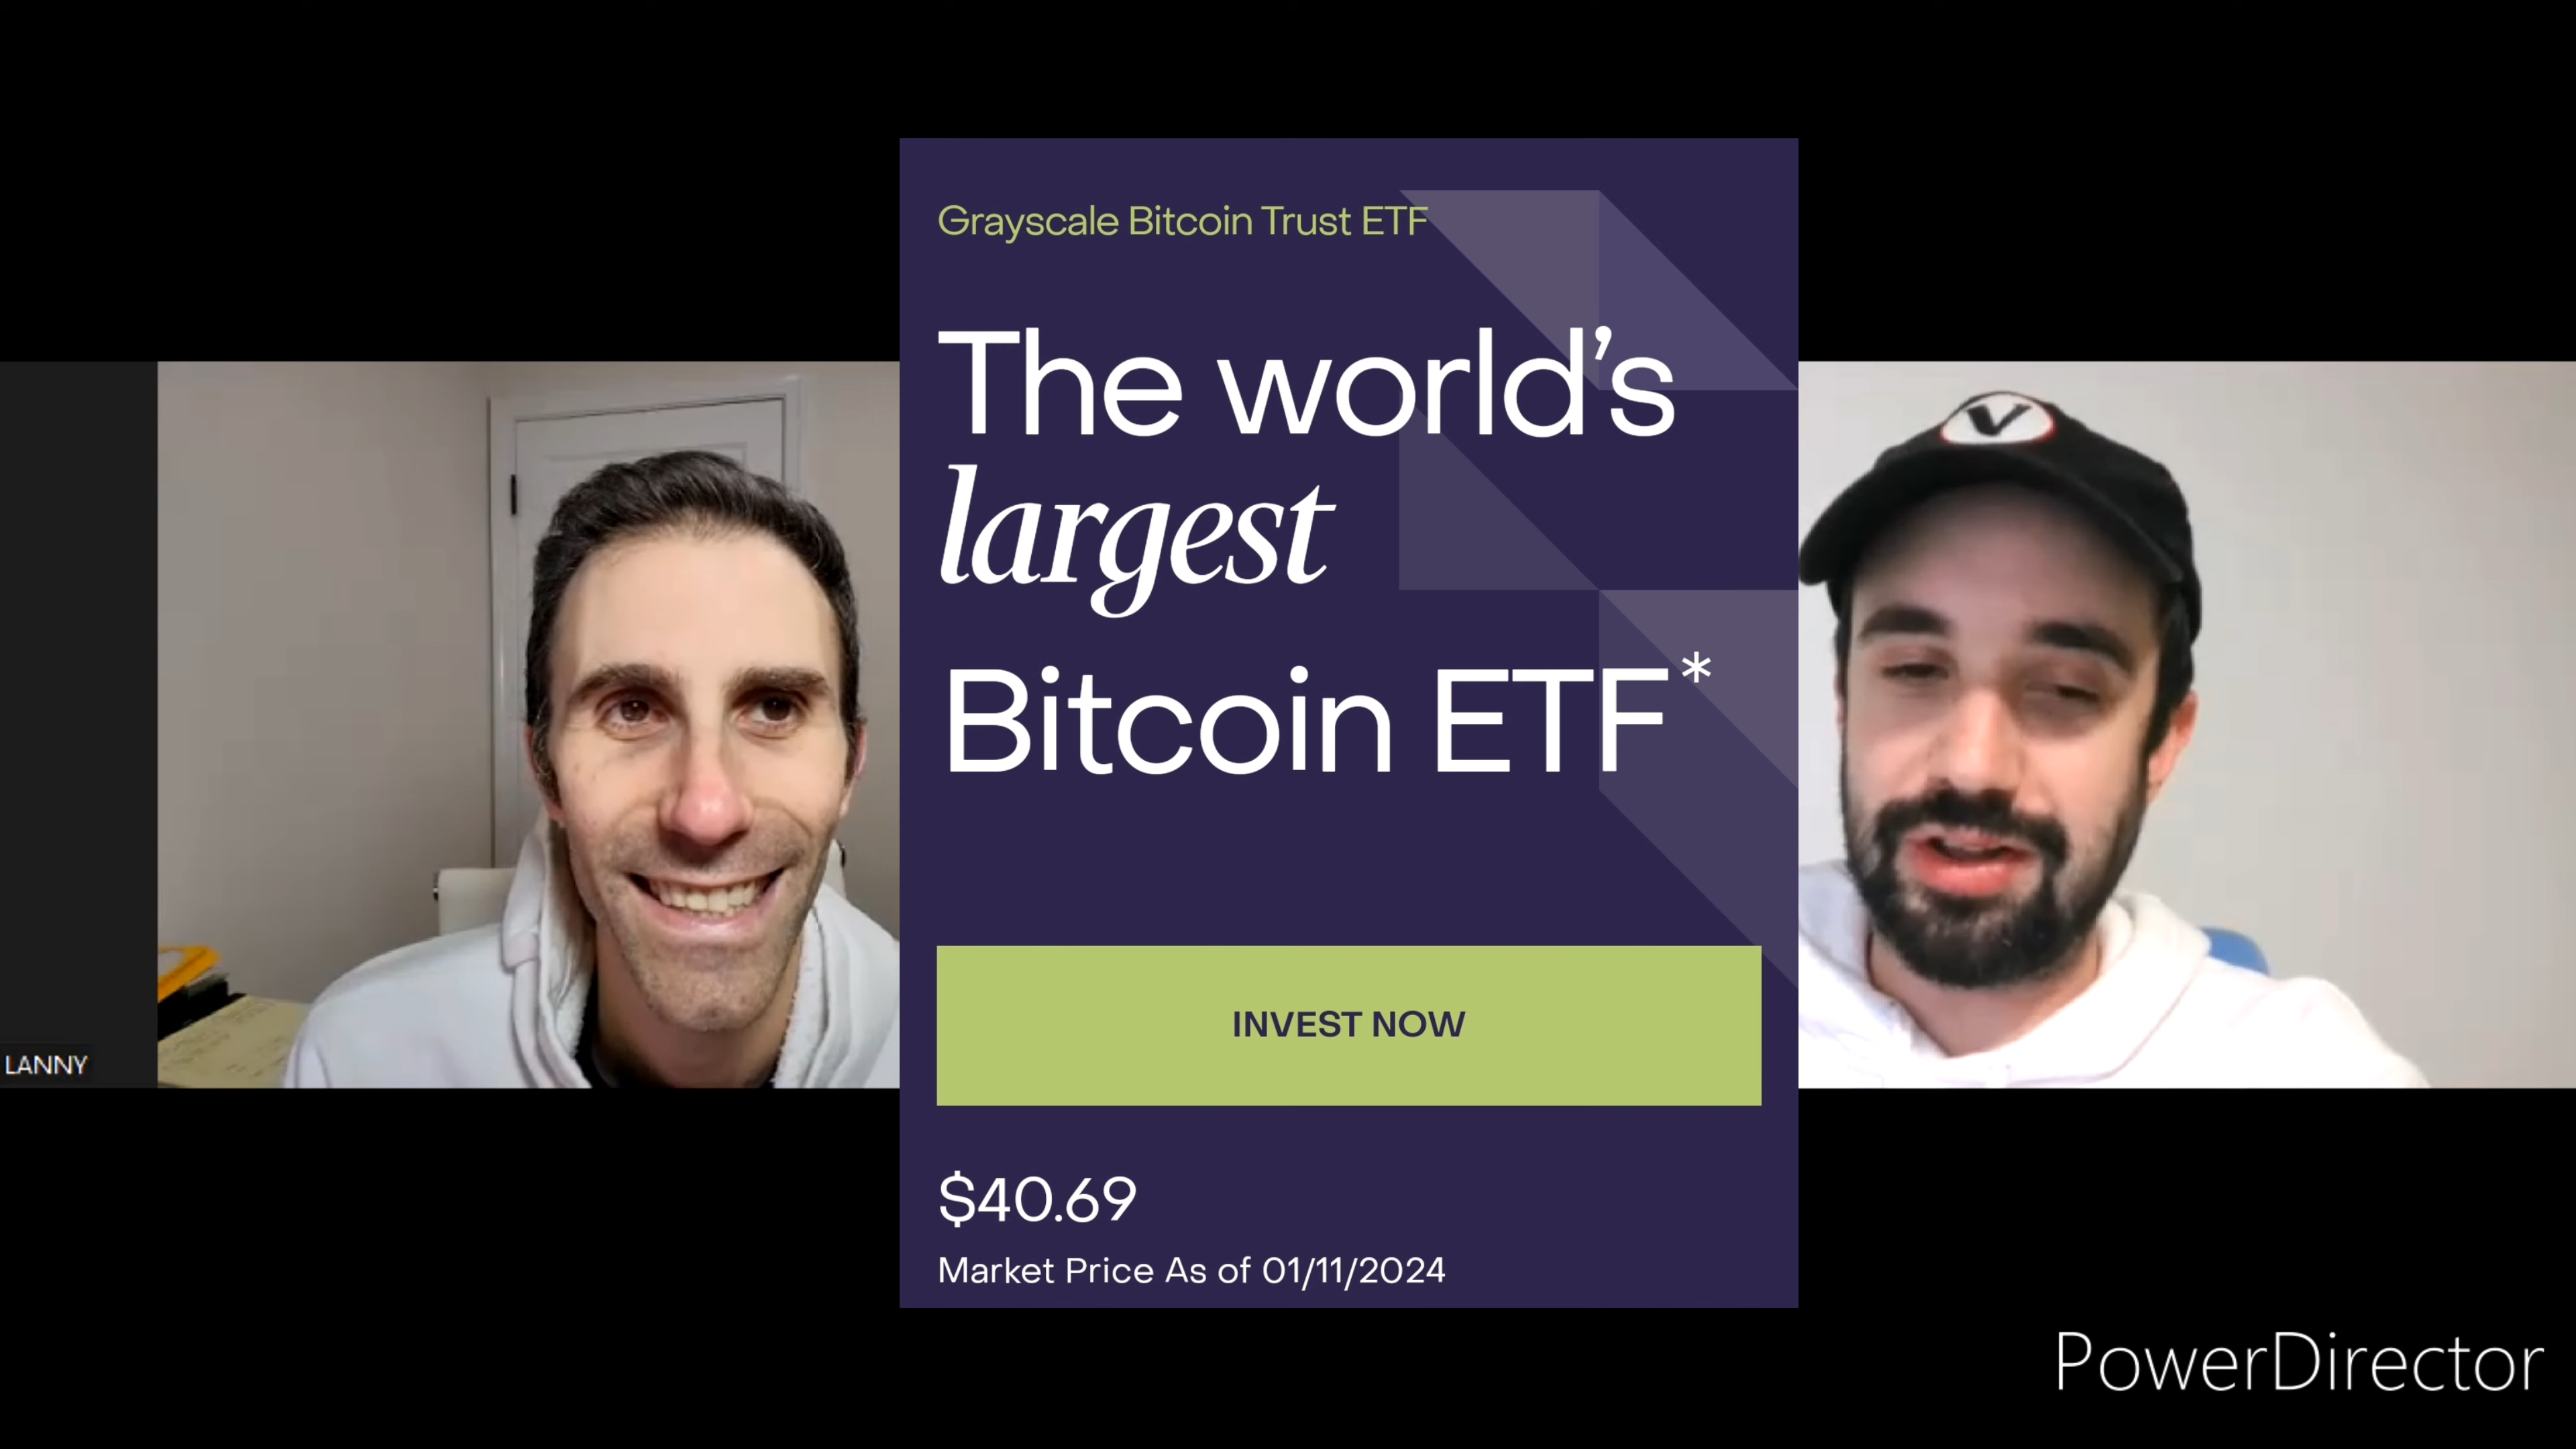 Grayscale Bitcoin Trust ETF
The world’s
largest
Bitcoin ETF*
INVEST NOW
$40.69
Market Price As of 01/11/2024
LANNY
V
PowerDirector